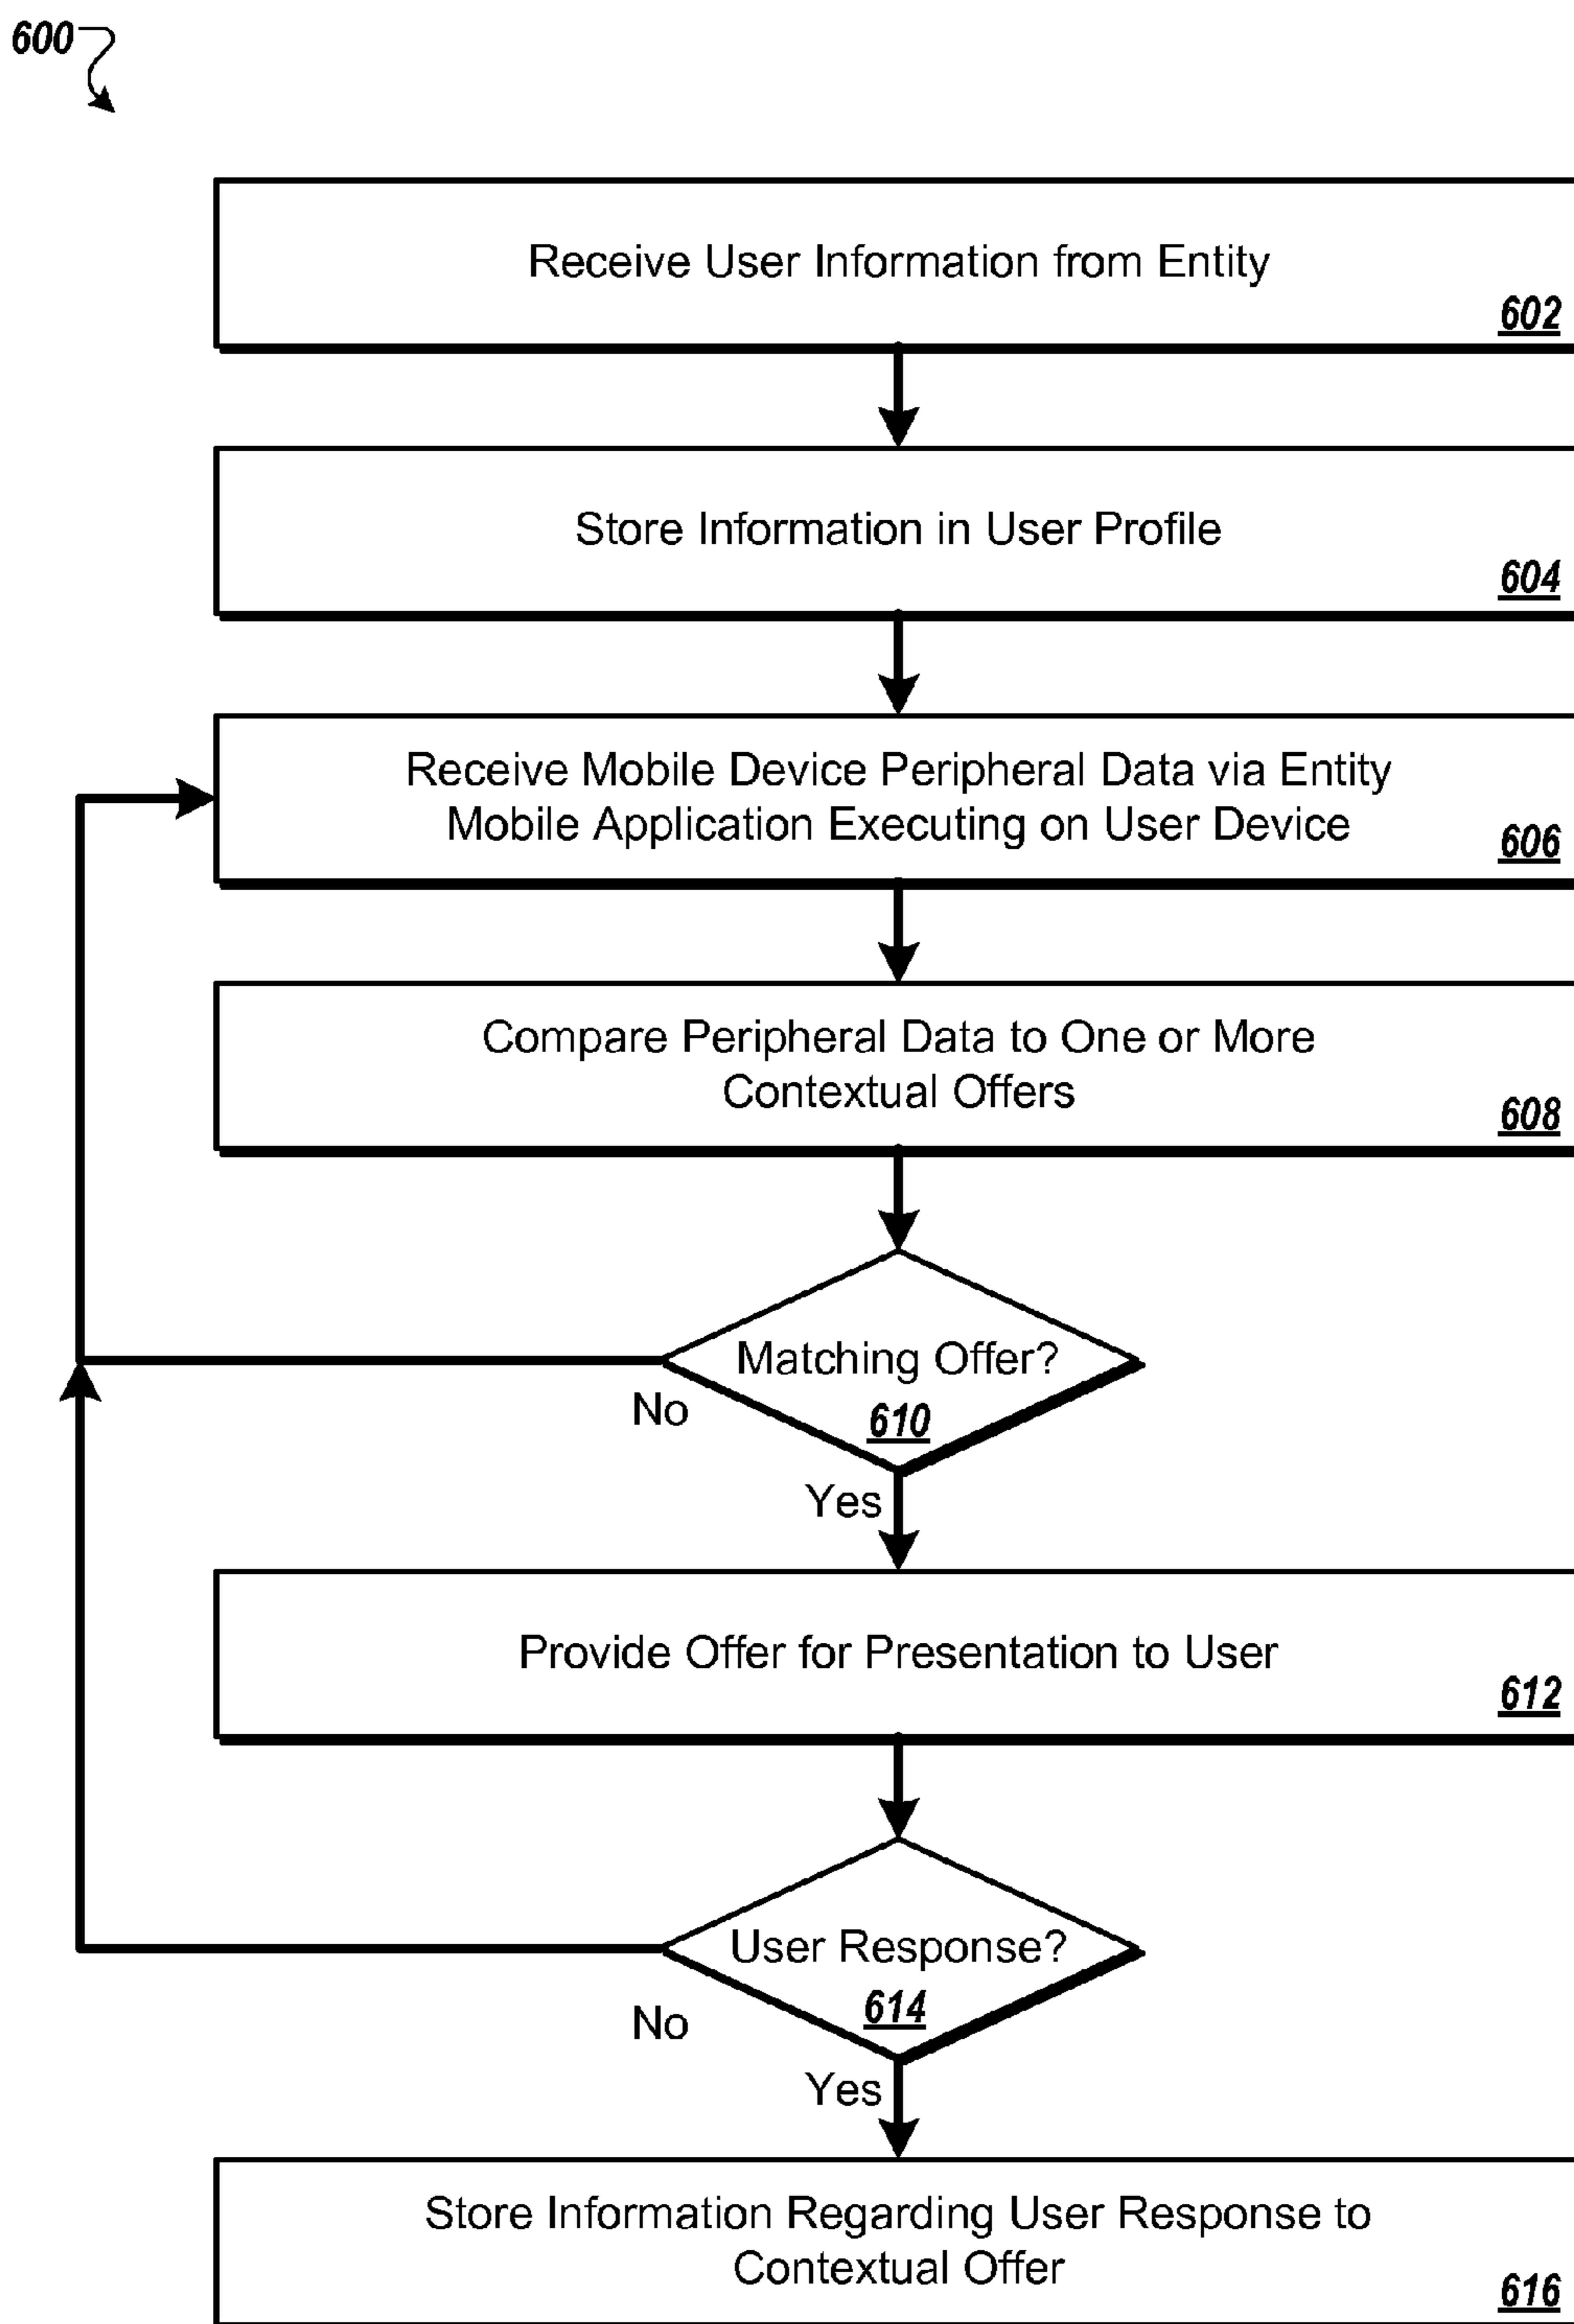 600
Receive User Information from Entity
602
Store Information in User Profile
604
Receive Mobile Device Peripheral Data via Entity
Mobile Application Executing on User Device
606
Compare Peripheral Data to One or More
Contextual Offers
608
Matching Offer?
610
No
Yes
Provide Offer for Presentation to User
612
User Response?
614
No
Yes
Store Information Regarding User Response to
Contextual Offer
616